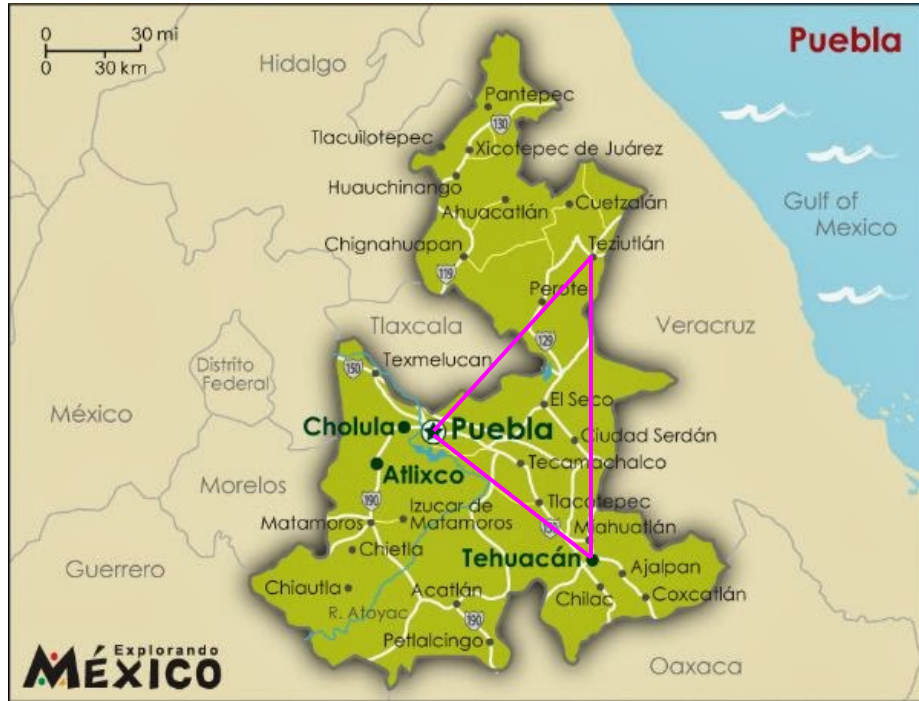 0 30 mi
0 30 km
Puebla
Hidalgo
Pantepec
130
Tlacuilotepec
Xicotepec de Juárez
Huauchinango
Ahuacatlán
Cuetzalán
Gulf of
Mexico
Chignahuapan
Teziutlán
119
Perote
Tlaxcala
Veracruz
129
Distrito
Federal
150
Texmelucan
México
El Seco
Cholula
Puebla
Ciudad Serdán
Atlixco
Tecamachalco
Morelos
190
Izucar de
Matamoros
Tlacotepec
Matamoros
Miahuatlán
Chietla
Guerrero
Tehuacán
Ajalpan
Chiautla
Acatlán
Chilac
Coxcatlán
R. Atoyac
190
Petlalcingo
Explorando
MÉXICO
Oaxaca